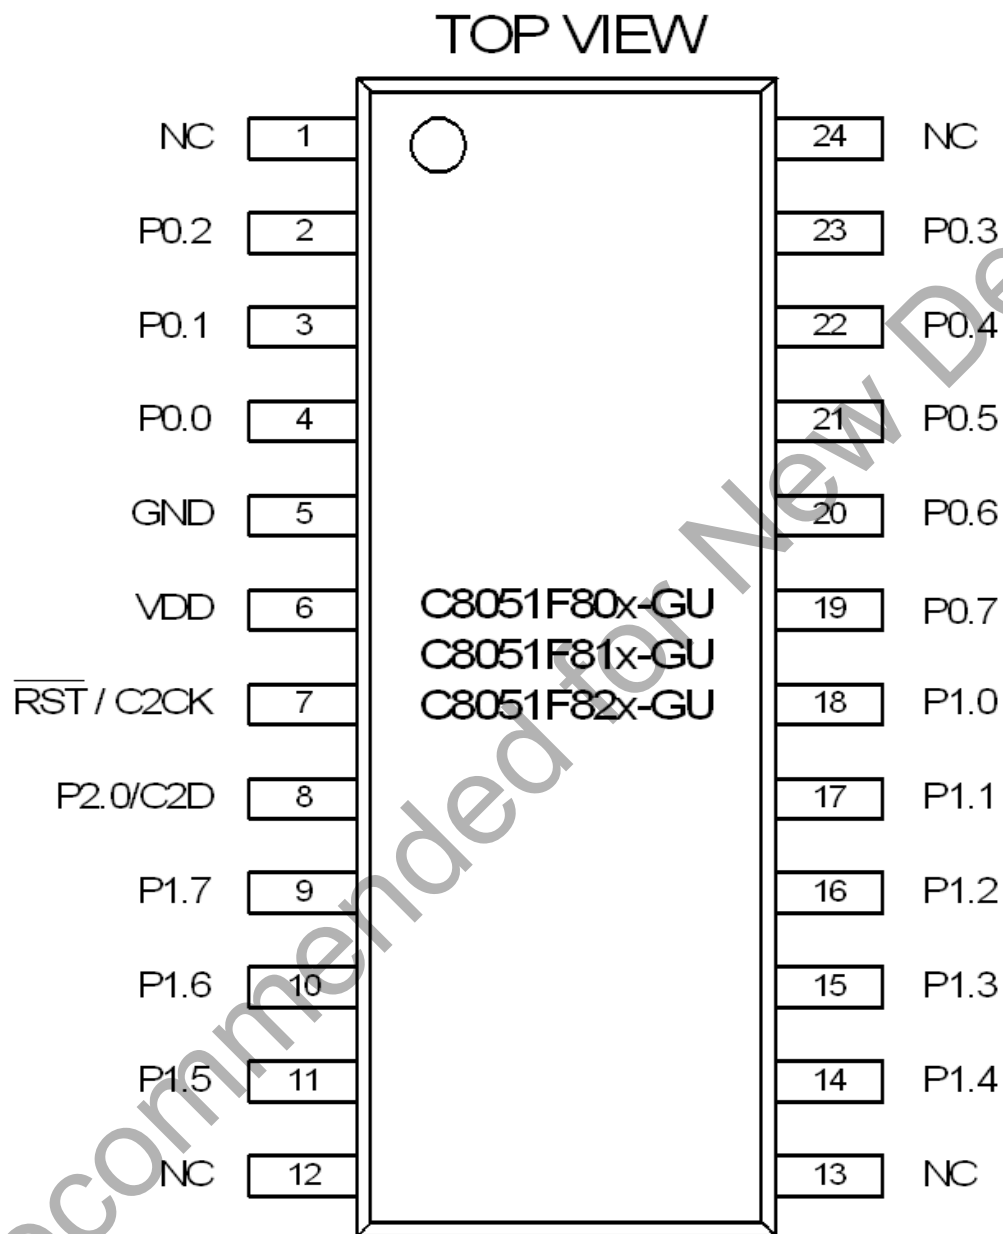 TOP VIEW
NC 1 24 NC
P0.2 2 23 P0.3
P0.1 3 22 P0.4
P0.0 4 21 P0.5
GND 5 20 P0.6
VDD 6 19 P0.7
C8051F80x-GU
C8051F81x-GU
C8051F82x-GU
R̅S̅T̅ / C2CK 7 18 P1.0
P2.0/C2D 8 17 P1.1
P1.7 9 16 P1.2
P1.6 10 15 P1.3
P1.5 11 14 P1.4
NC 12 13 NC
ecommended for New De